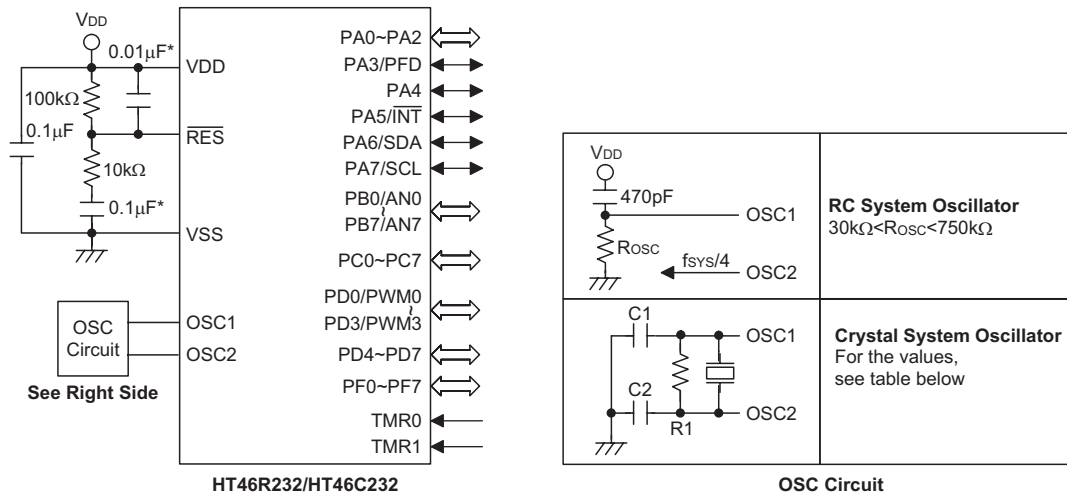 VDD
0.01µF*
VDD
100kΩ
0.1µF
RES
10kΩ
0.1µF*
VSS
OSC
Circuit
OSC1
OSC2
See Right Side
PA0~PA2
PA3/PFD
PA4
PA5/INT
PA6/SDA
PA7/SCL
PB0/AN0
~
PB7/AN7
PC0~PC7
PD0/PWM0
~
PD3/PWM3
PD4~PD7
PF0~PF7
TMR0
TMR1
HT46R232/HT46C232
VDD
470pF
OSC1
ROSC
fSYS/4
OSC2
RC System Oscillator
30kΩ<ROSC<750kΩ
C1
OSC1
C2
R1
OSC2
Crystal System Oscillator
For the values,
see table below
OSC Circuit